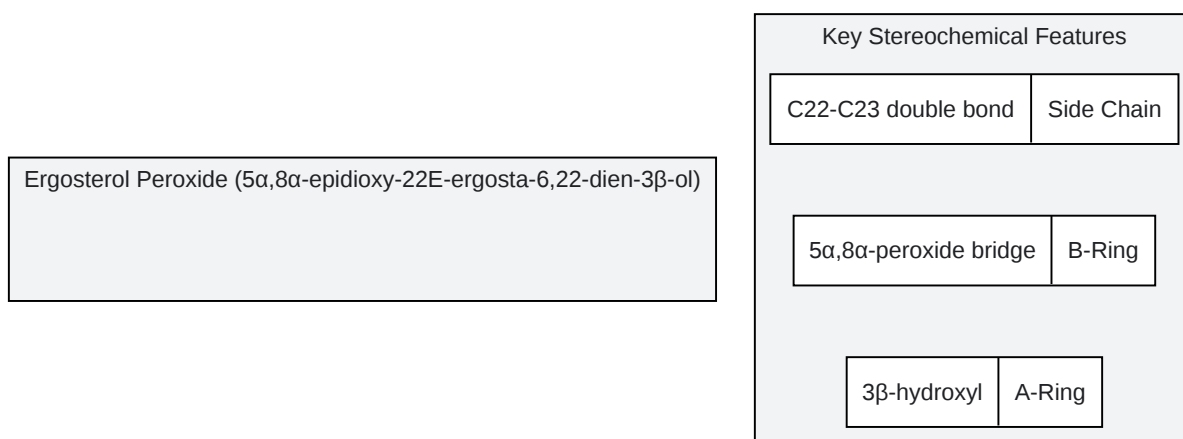 Key Stereochemical Features
C22-C23 double bond Side Chain
Ergosterol Peroxide (5α,8α-epidioxy-22E-ergosta-6,22-dien-3β-ol)
5α,8α-peroxide bridge B-Ring
3β-hydroxyl A-Ring